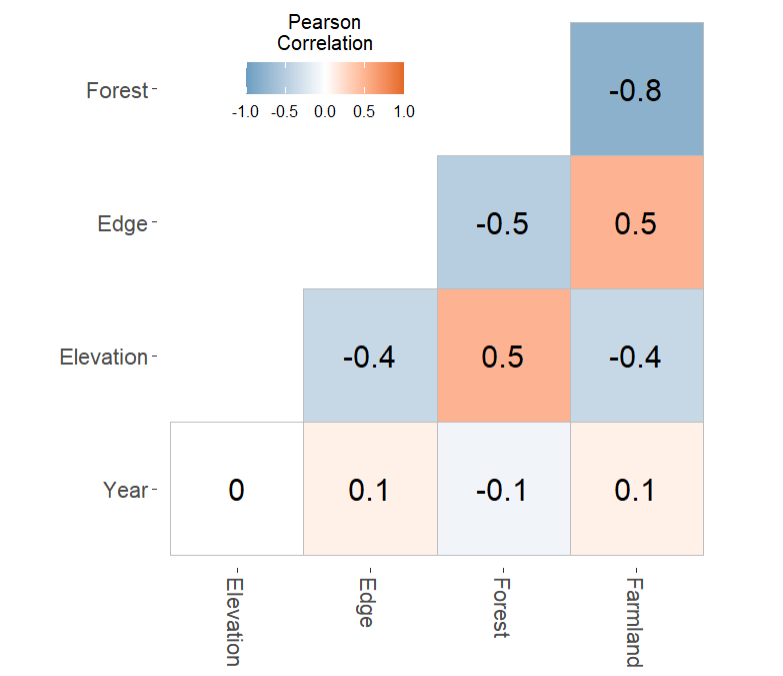 Pearson
Correlation
-1.0 -0.5 0.0 0.5 1.0
Forest -0.8
Edge -0.5 0.5
Elevation -0.4 0.5 -0.4
Year 0 0.1 -0.1 0.1
Elevation Edge Forest Farmland